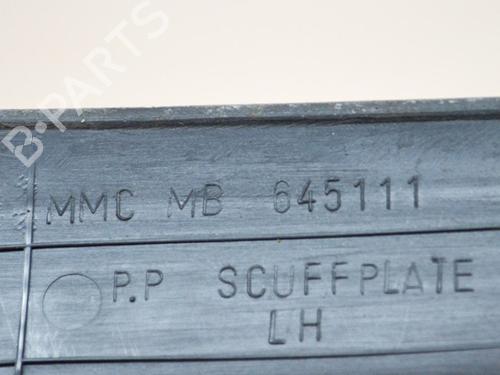 B-PARTS
MMC MB 645111
P.P SCUFFPLATE
LH